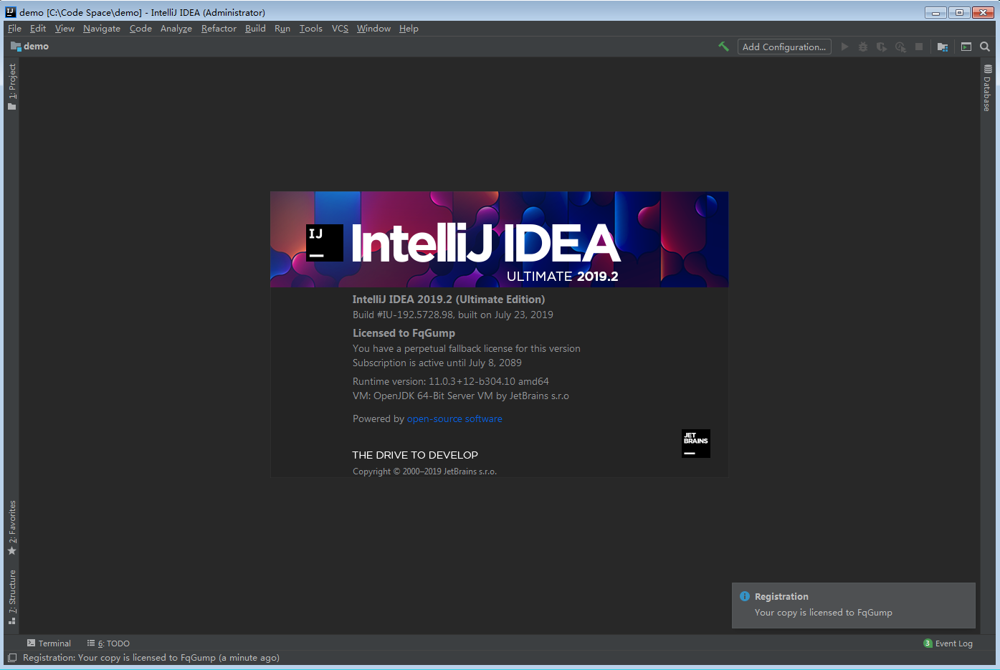 demo [C:\Code Space\demo] - IntelliJ IDEA (Administrator)
File Edit View Navigate Code Analyze Refactor Build Run Tools VCS Window Help
demo
Add Configuration...
1: Project
Database
IJ
IntelliJ IDEA
ULTIMATE 2019.2
IntelliJ IDEA 2019.2 (Ultimate Edition)
Build #IU-192.5728.98, built on July 23, 2019
Licensed to FqGump
You have a perpetual fallback license for this version
Subscription is active until July 8, 2089
Runtime version: 11.0.3+12-b304.10 amd64
VM: OpenJDK 64-Bit Server VM by JetBrains s.r.o
Powered by open-source software
JET
BRAINS
THE DRIVE TO DEVELOP
Copyright © 2000–2019 JetBrains s.r.o.
2: Favorites
7: Structure
Registration
Your copy is licensed to FqGump
Terminal 6: TODO
3 Event Log
Registration: Your copy is licensed to FqGump (a minute ago)